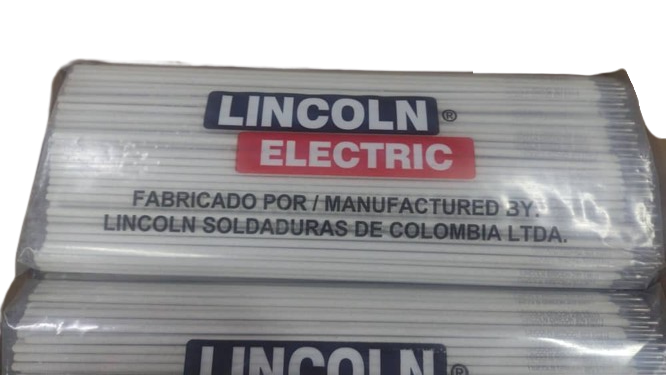 LINCOLN®
ELECTRIC
FABRICADO POR / MANUFACTURED BY:
LINCOLN SOLDADURAS DE COLOMBIA LTDA.
LINCOLN®